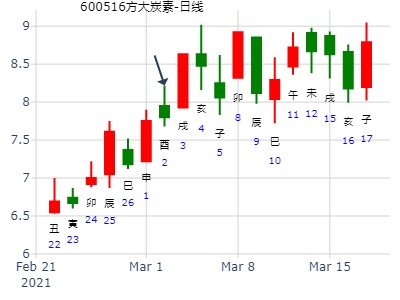 600516方大炭素-日线
9
8.5
8
7.5
7
6.5
6
丑
22
寅
23
卯
24
辰
25
巳
26
申
1
酉
2
戌
3
亥
4
子
5
卯
8
辰
9
巳
10
午
11
未
12
戌
15
亥
16
子
17
Feb 21
2021
Mar 1
Mar 8
Mar 15